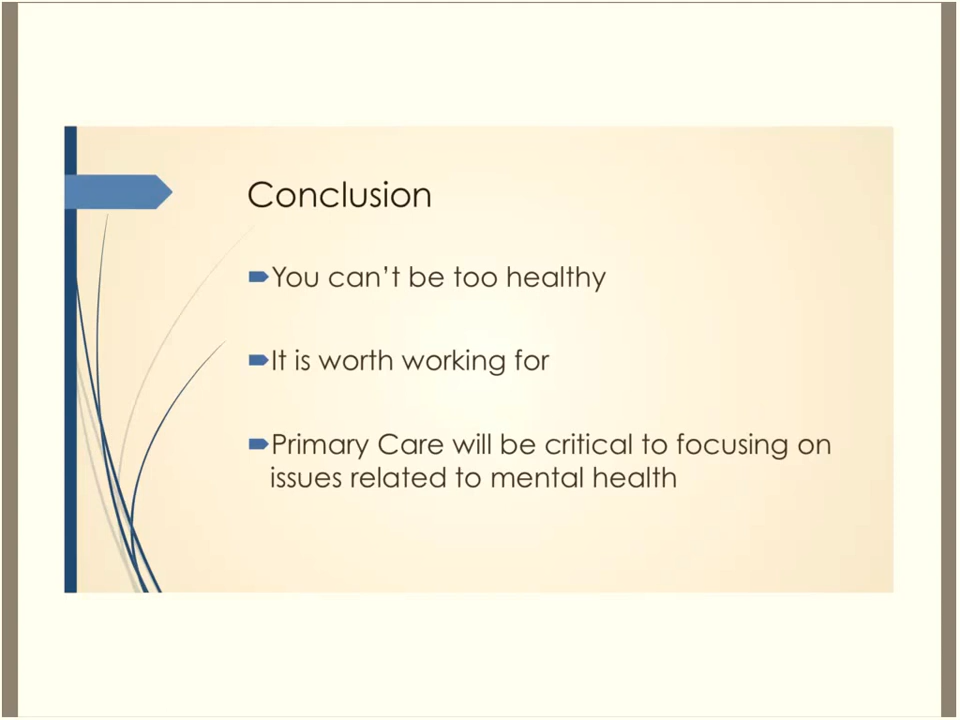 Conclusion
You can't be too healthy
It is worth working for
Primary Care will be critical to focusing on
issues related to mental health